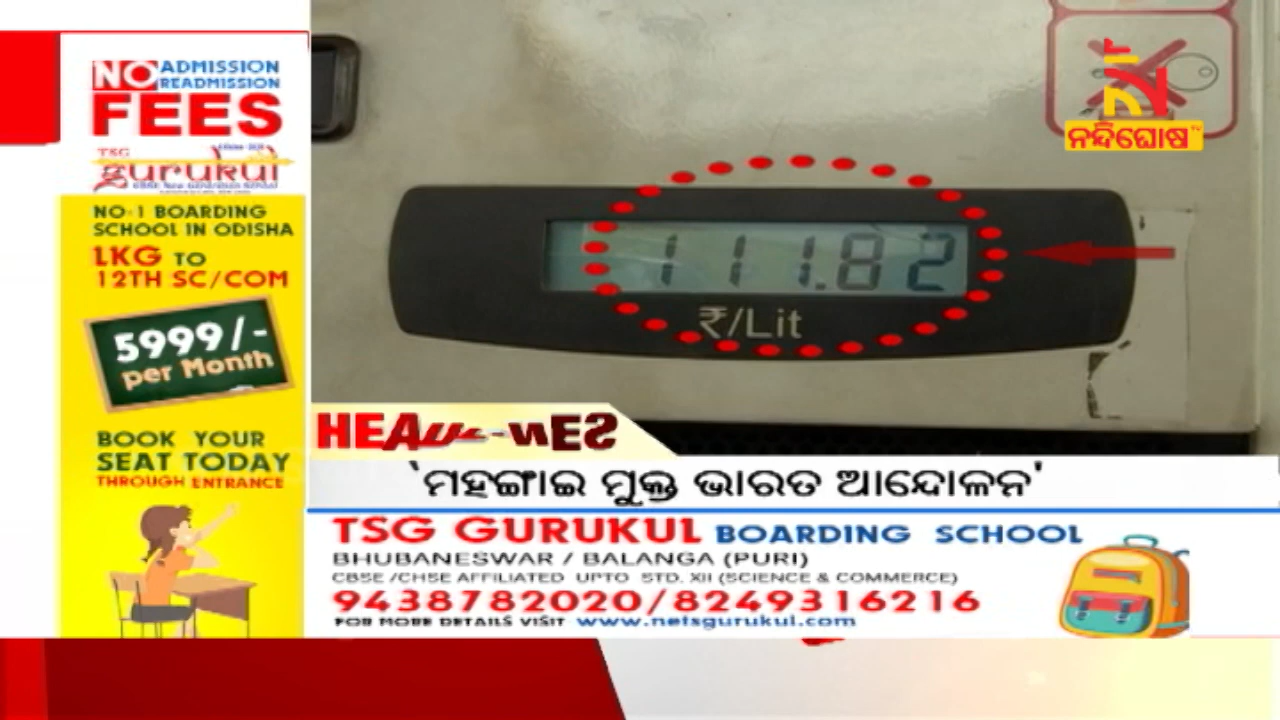 NO ADMISSION
READMISSION
FEES
TSG
gurukul
NO-1 BOARDING
SCHOOL IN ODISHA
1KG TO
12TH SC/COM
5999/-
per Month
BOOK YOUR
SEAT TODAY
THROUGH ENTRANCE
ନନ୍ଦିଘୋଷ TV
111.82
₹/Lit
'ମହଙ୍ଗାଇ ମୁକ୍ତ ଭାରତ ଆନ୍ଦୋଳନ'
TSG GURUKUL BOARDING SCHOOL
BHUBANESWAR / BALANGA (PURI)
CBSE /CHSE AFFILIATED UPTO STD. XII (SCIENCE & COMMERCE)
9438782020/8249316216
FOR MORE DETAILS VISIT www.netsgurukul.com